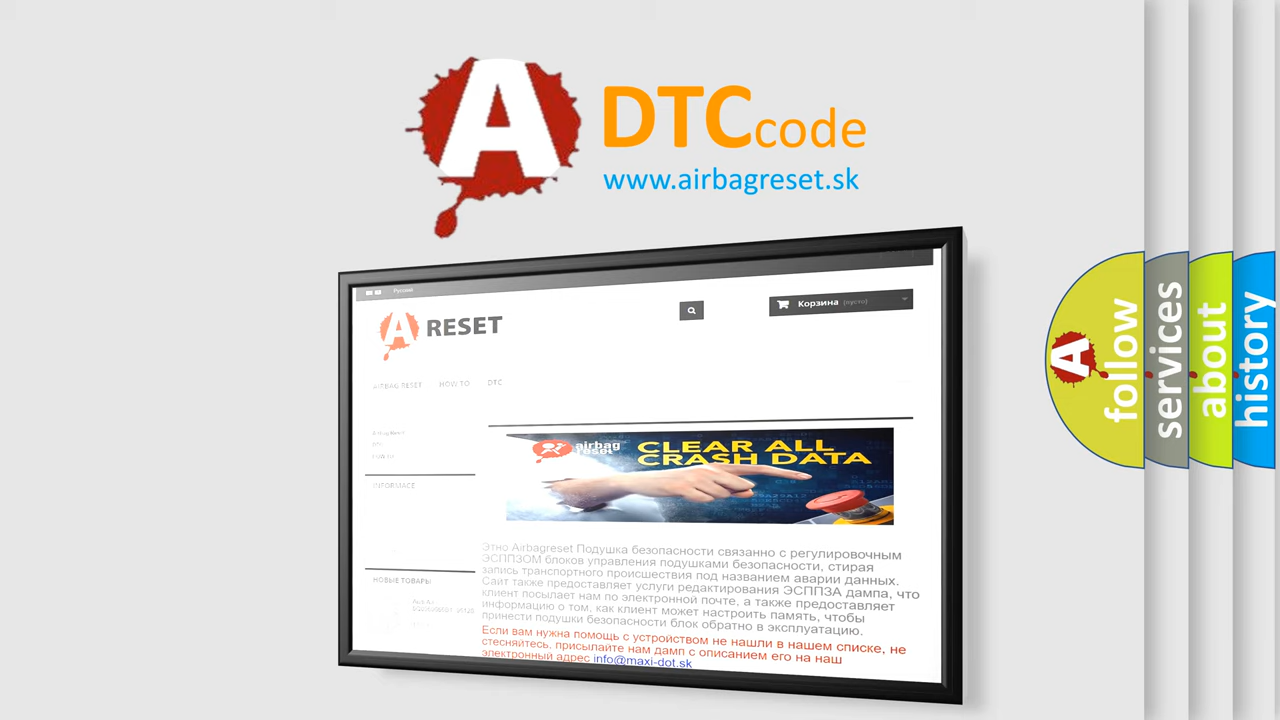 A
DTCcode
www.airbagreset.sk
Русский
A RESET
Корзина (пусто)
AIRBAG RESET HOW TO DTC
Airbag Reset
DTC
INFORMACE
НОВЫЕ ТОВАРЫ
airbag
reset
CLEAR ALL
CRASH DATA
Этно Airbagreset Подушка безопасности связанно с регулировочным
ЭСППЗОМ блоков управления подушками безопасности, стирая
запись транспортного происшествия под названием аварии данных.
Сайт также предоставляет услуги редактирования ЭСППЗА дампа, что
клиент посылает нам по электронной почте, а также предоставляет
информацию о том, как клиент может настроить память, чтобы
принести подушки безопасности блок обратно в эксплуатацию.
Если вам нужна помощь с устройством не нашли в нашем списке, не
стесняйтесь, присылайте нам дамп с описанием его на наш
электронный адрес info@maxi-dot.sk
A
follow
services
about
history